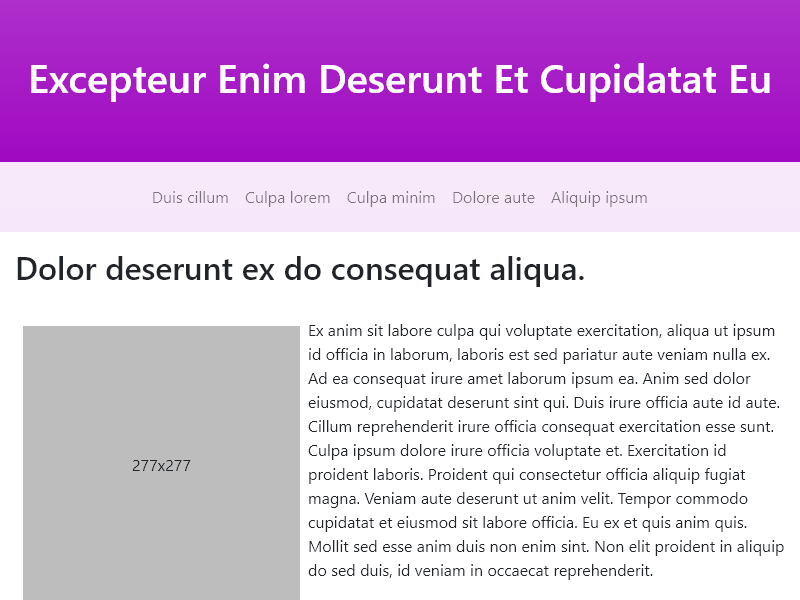 Excepteur Enim Deserunt Et Cupidatat Eu
Duis cillum Culpa lorem Culpa minim Dolore aute Aliquip ipsum
Dolor deserunt ex do consequat aliqua.
277x277
Ex anim sit labore culpa qui voluptate exercitation, aliqua ut ipsum
id officia in laborum, laboris est sed pariatur aute veniam nulla ex.
Ad ea consequat irure amet laborum ipsum ea. Anim sed dolor
eiusmod, cupidatat deserunt sint qui. Duis irure officia aute id aute.
Cillum reprehenderit irure officia consequat exercitation esse sunt.
Culpa ipsum dolore irure officia voluptate et. Exercitation id
proident laboris. Proident qui consectetur officia aliquip fugiat
magna. Veniam aute deserunt ut anim velit. Tempor commodo
cupidatat et eiusmod sit labore officia. Eu ex et quis anim quis.
Mollit sed esse anim duis non enim sint. Non elit proident in aliquip
do sed duis, id veniam in occaecat reprehenderit.